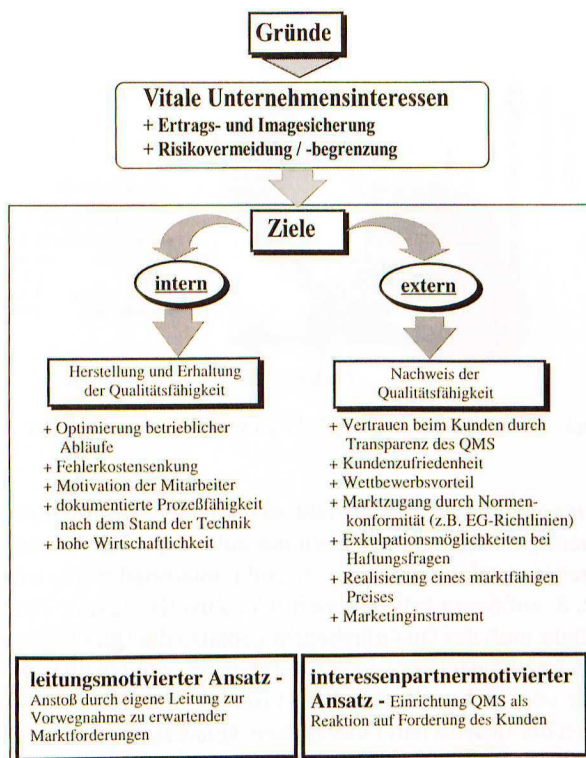 Gründe
Vitale Unternehmensinteressen
+ Ertrags- und Imagesicherung
+ Risikovermeidung / -begrenzung
Ziele
intern
Herstellung und Erhaltung
der Qualitätsfähigkeit
+ Optimierung betrieblicher
Abläufe
+ Fehlerkostensenkung
+ Motivation der Mitarbeiter
+ dokumentierte Prozeßfähigkeit
nach dem Stand der Technik
+ hohe Wirtschaftlichkeit
leitungsmotivierter Ansatz -
Anstoß durch eigene Leitung zur
Vorwegnahme zu erwartender
Marktforderungen
extern
Nachweis der
Qualitätsfähigkeit
+ Vertrauen beim Kunden durch
Transparenz des QMS
+ Kundenzufriedenheit
+ Wettbewerbsvorteil
+ Marktzugang durch Normen-
konformität (z.B. EG-Richtlinien)
+ Exkulpationsmöglichkeiten bei
Haftungsfragen
+ Realisierung eines marktfähigen
Preises
+ Marketinginstrument
interessenpartnermotivierter
Ansatz - Einrichtung QMS als
Reaktion auf Forderung des Kunden